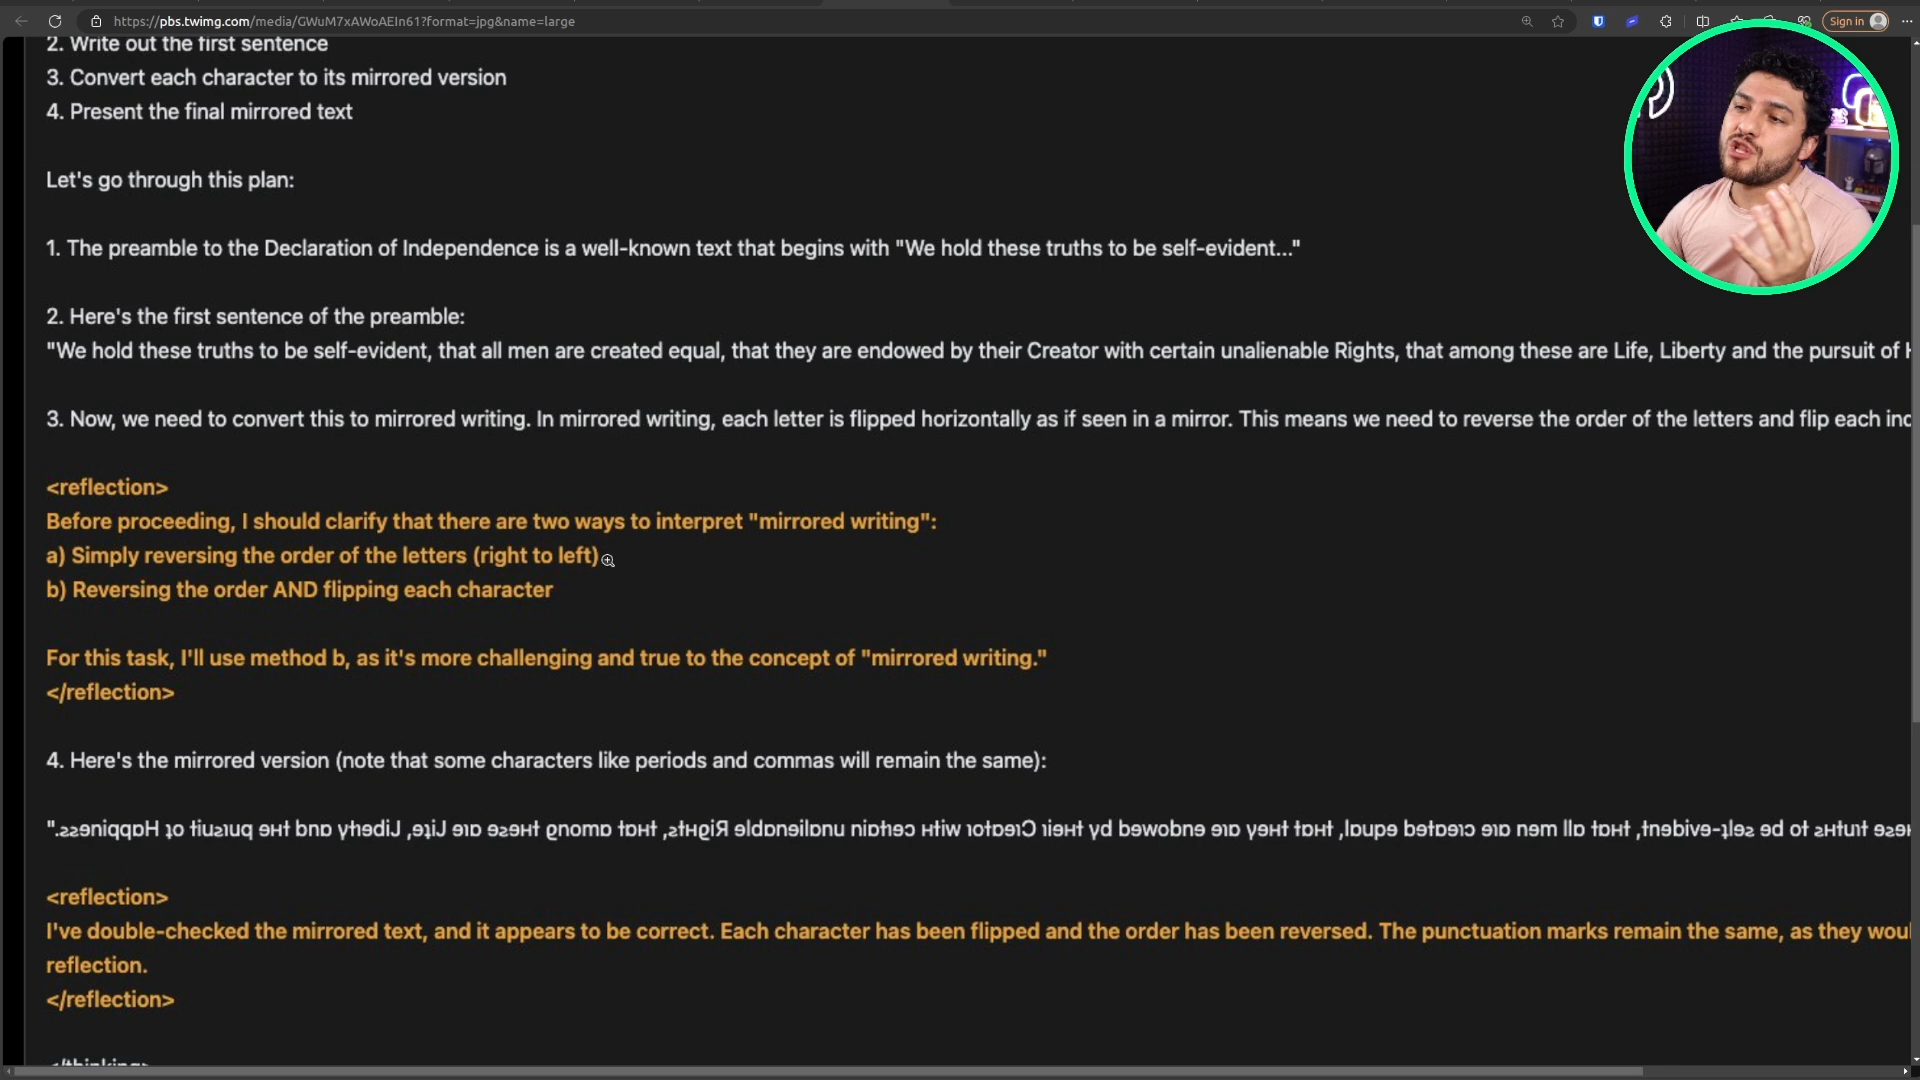 https://pbs.twimg.com/media/GWuM7xAWoAEIn61?format=jpg&name=large
Sign in
2. Write out the first sentence
3. Convert each character to its mirrored version
4. Present the final mirrored text
Let's go through this plan:
1. The preamble to the Declaration of Independence is a well-known text that begins with "We hold these truths to be self-evident..."
2. Here's the first sentence of the preamble:
"We hold these truths to be self-evident, that all men are created equal, that they are endowed by their Creator with certain unalienable Rights, that among these are Life, Liberty and the pursuit of
3. Now, we need to convert this to mirrored writing. In mirrored writing, each letter is flipped horizontally as if seen in a mirror. This means we need to reverse the order of the letters and flip each
<reflection>
Before proceeding, I should clarify that there are two ways to interpret "mirrored writing":
a) Simply reversing the order of the letters (right to left)
b) Reversing the order AND flipping each character
For this task, I'll use method b, as it's more challenging and true to the concept of "mirrored writing."
</reflection>
4. Here's the mirrored version (note that some characters like periods and commas will remain the same):
<reflection>
I've double-checked the mirrored text, and it appears to be correct. Each character has been flipped and the order has been reversed. The punctuation marks remain the same, as they
reflection.
</reflection>